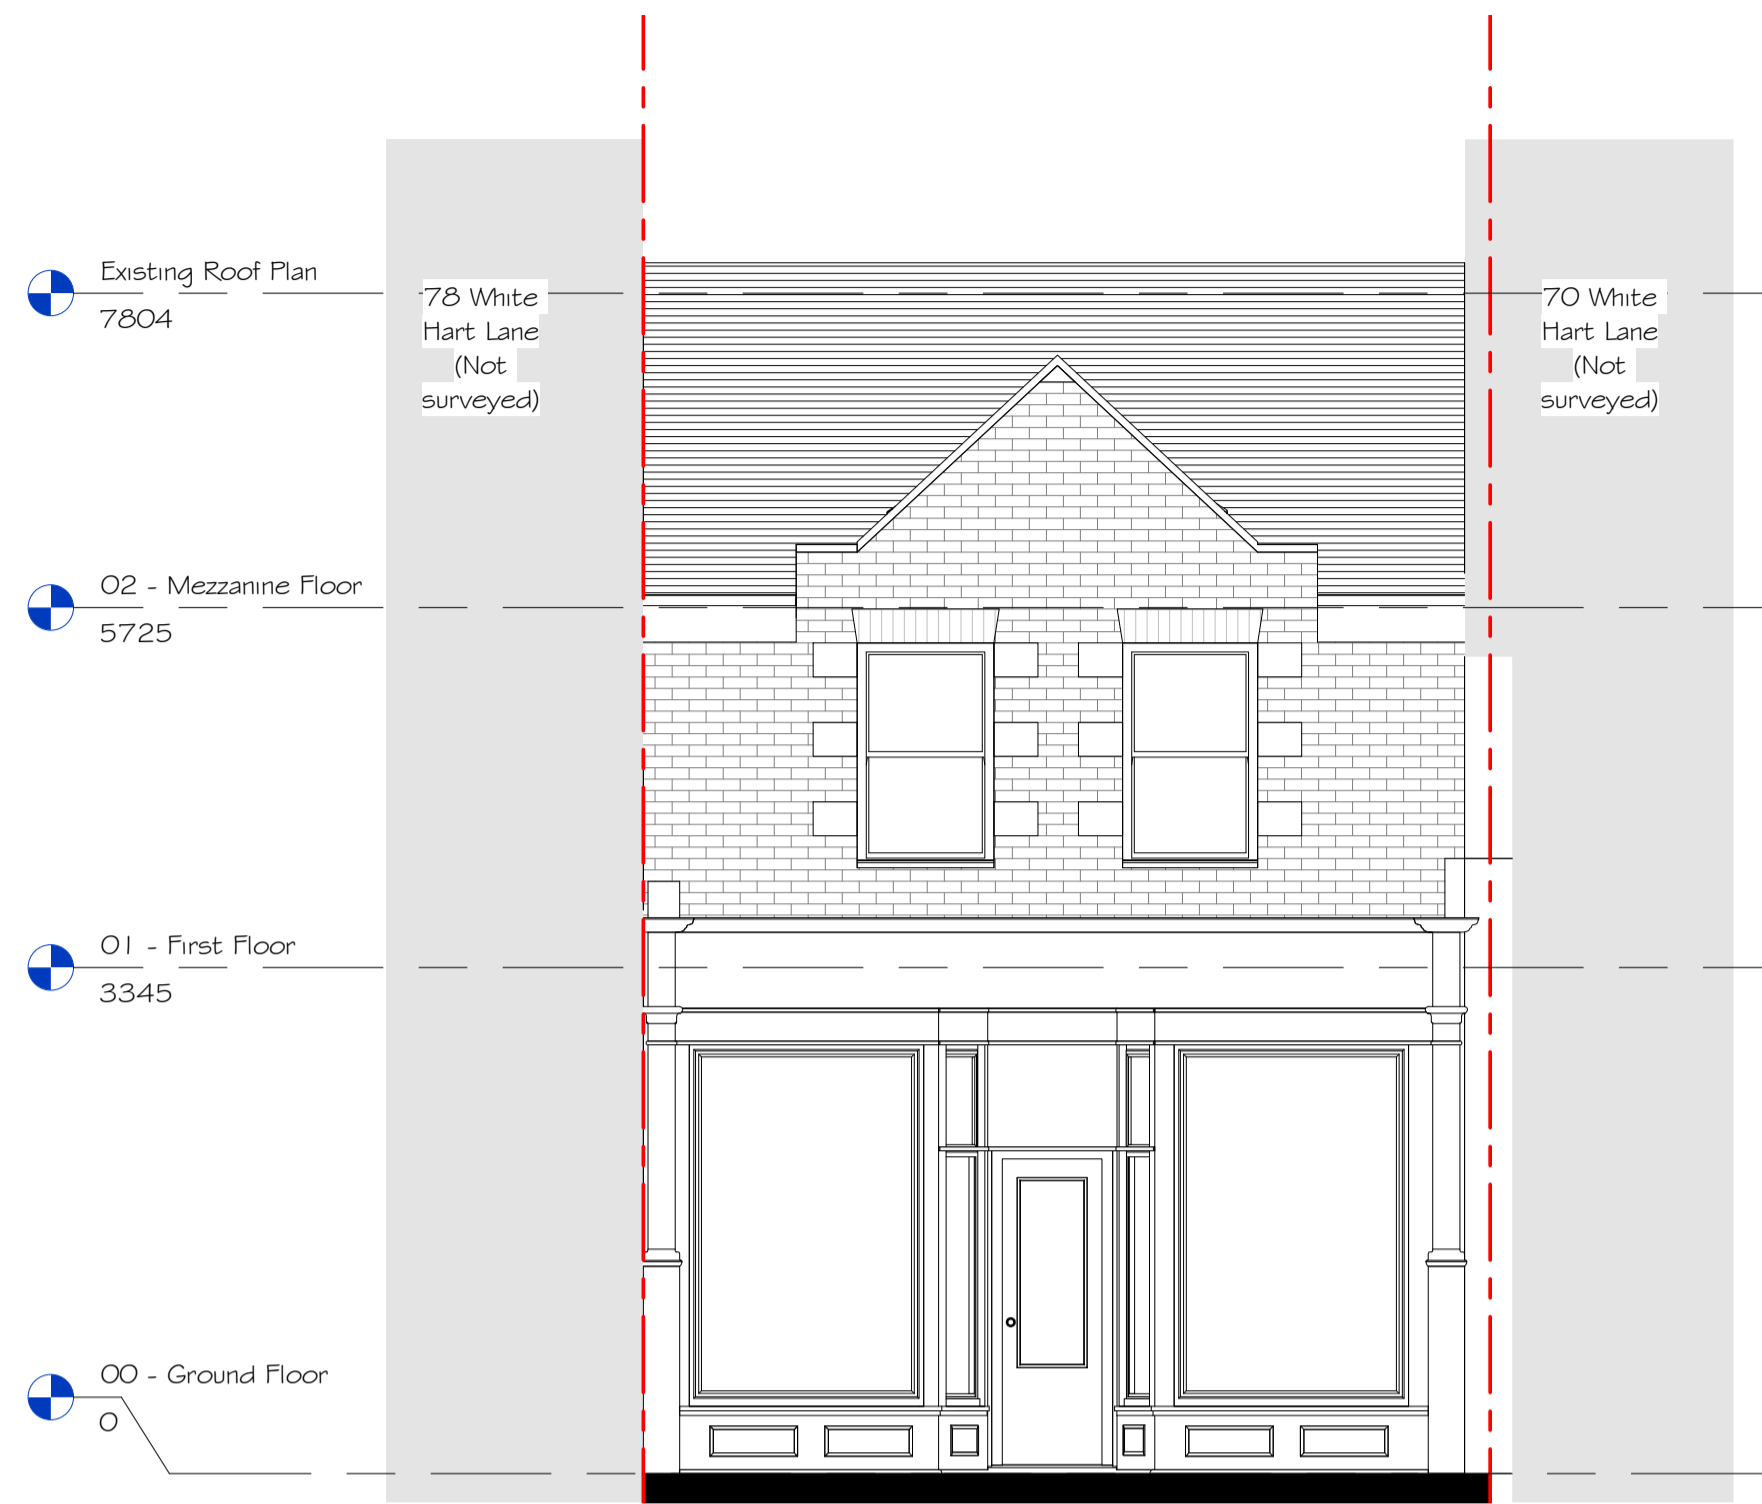 Existing Roof Plan
7804
78 White
Hart Lane
(Not
surveyed)
70 White
Hart Lane
(Not
surveyed)
02 - Mezzanine Floor
5725
01 - First Floor
3345
00 - Ground Floor
0